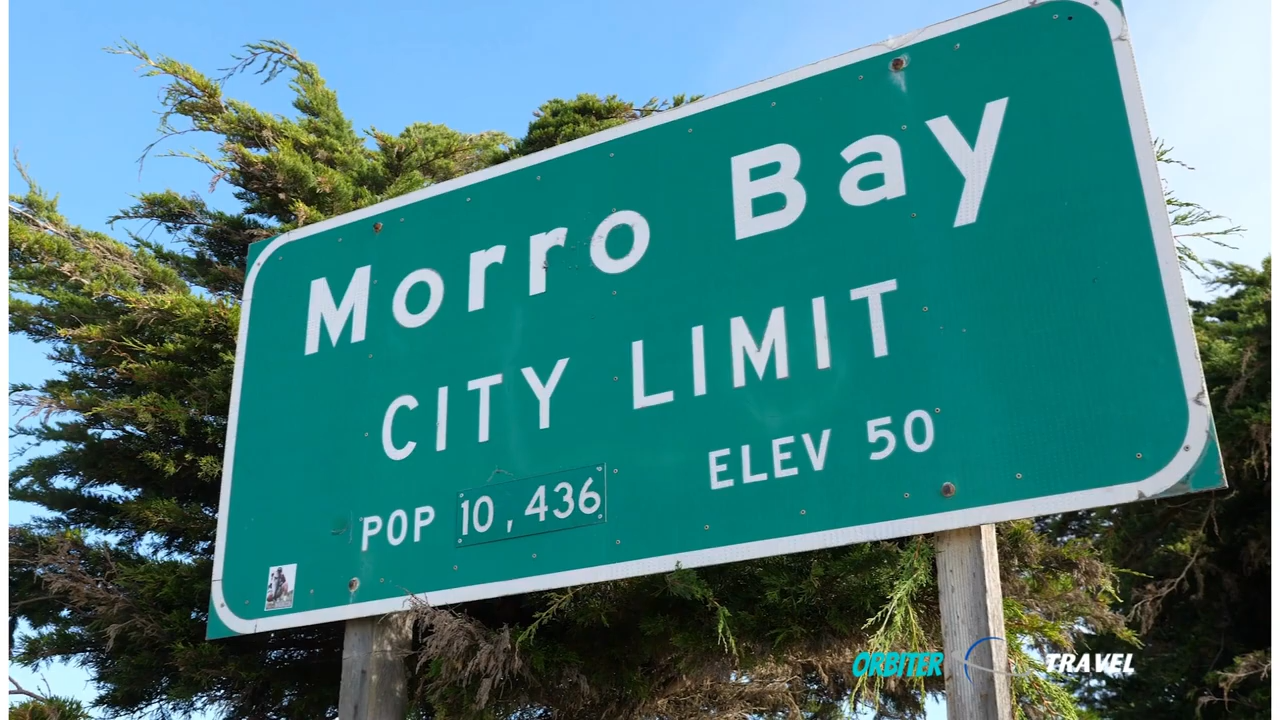 Morro Bay
CITY LIMIT
POP 10,436 ELEV 50
ORBITER TRAVEL